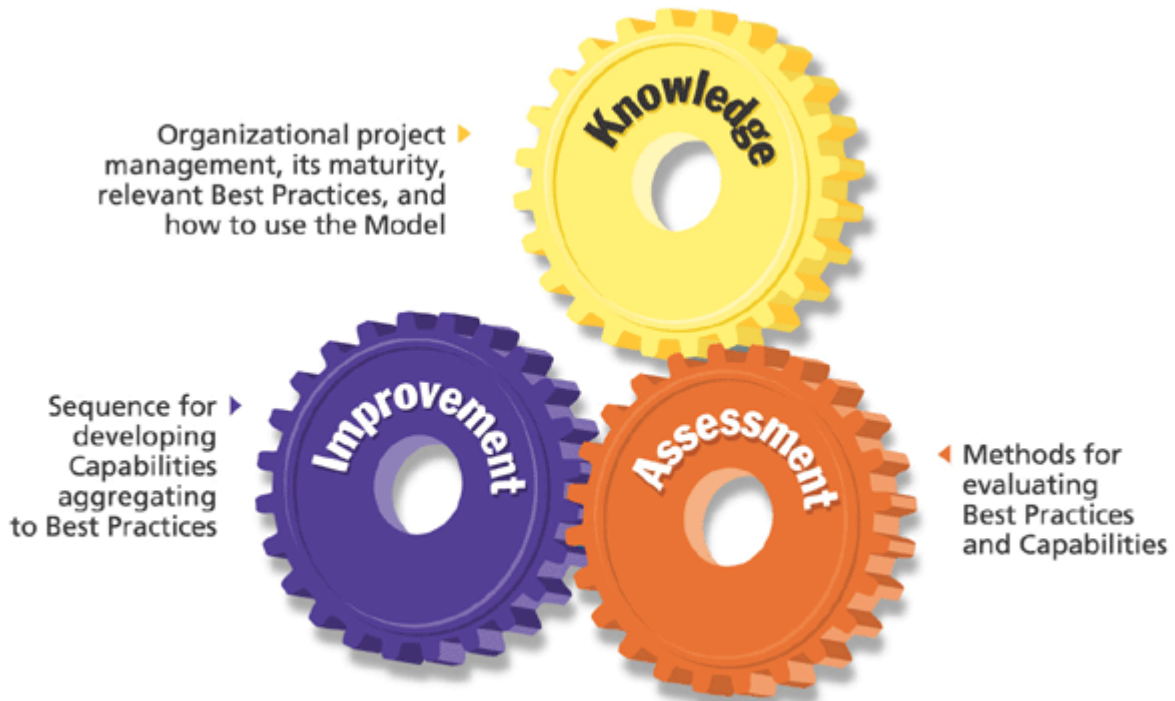 Knowledge
Organizational project
management, its maturity,
relevant Best Practices, and
how to use the Model
Improvement
Sequence for
developing
Capabilities
aggregating
to Best Practices
Assessment
Methods for
evaluating
Best Practices
and Capabilities